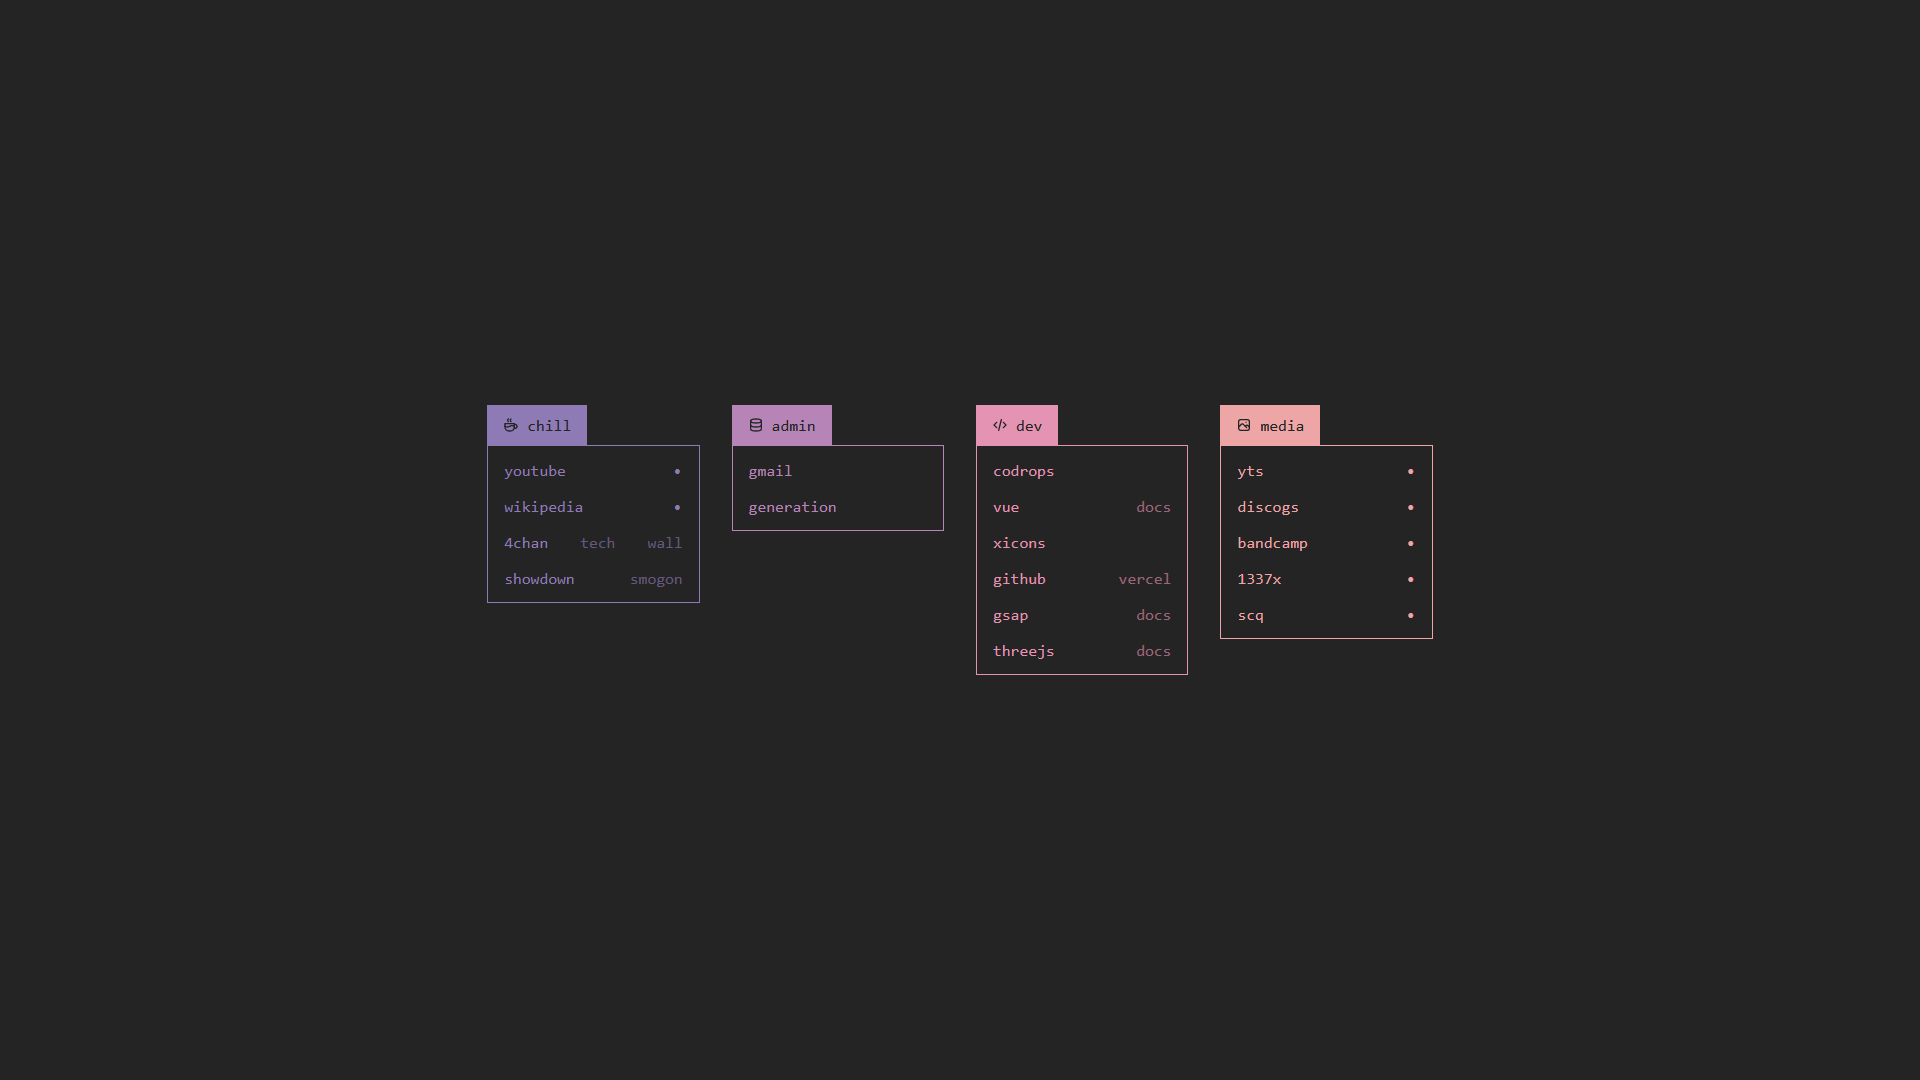 chill
youtube •
wikipedia •
4chan tech wall
showdown smogon
admin
gmail
generation
dev
codrops
vue docs
xicons
github vercel
gsap docs
threejs docs
media
yts •
discogs •
bandcamp •
1337x •
scq •